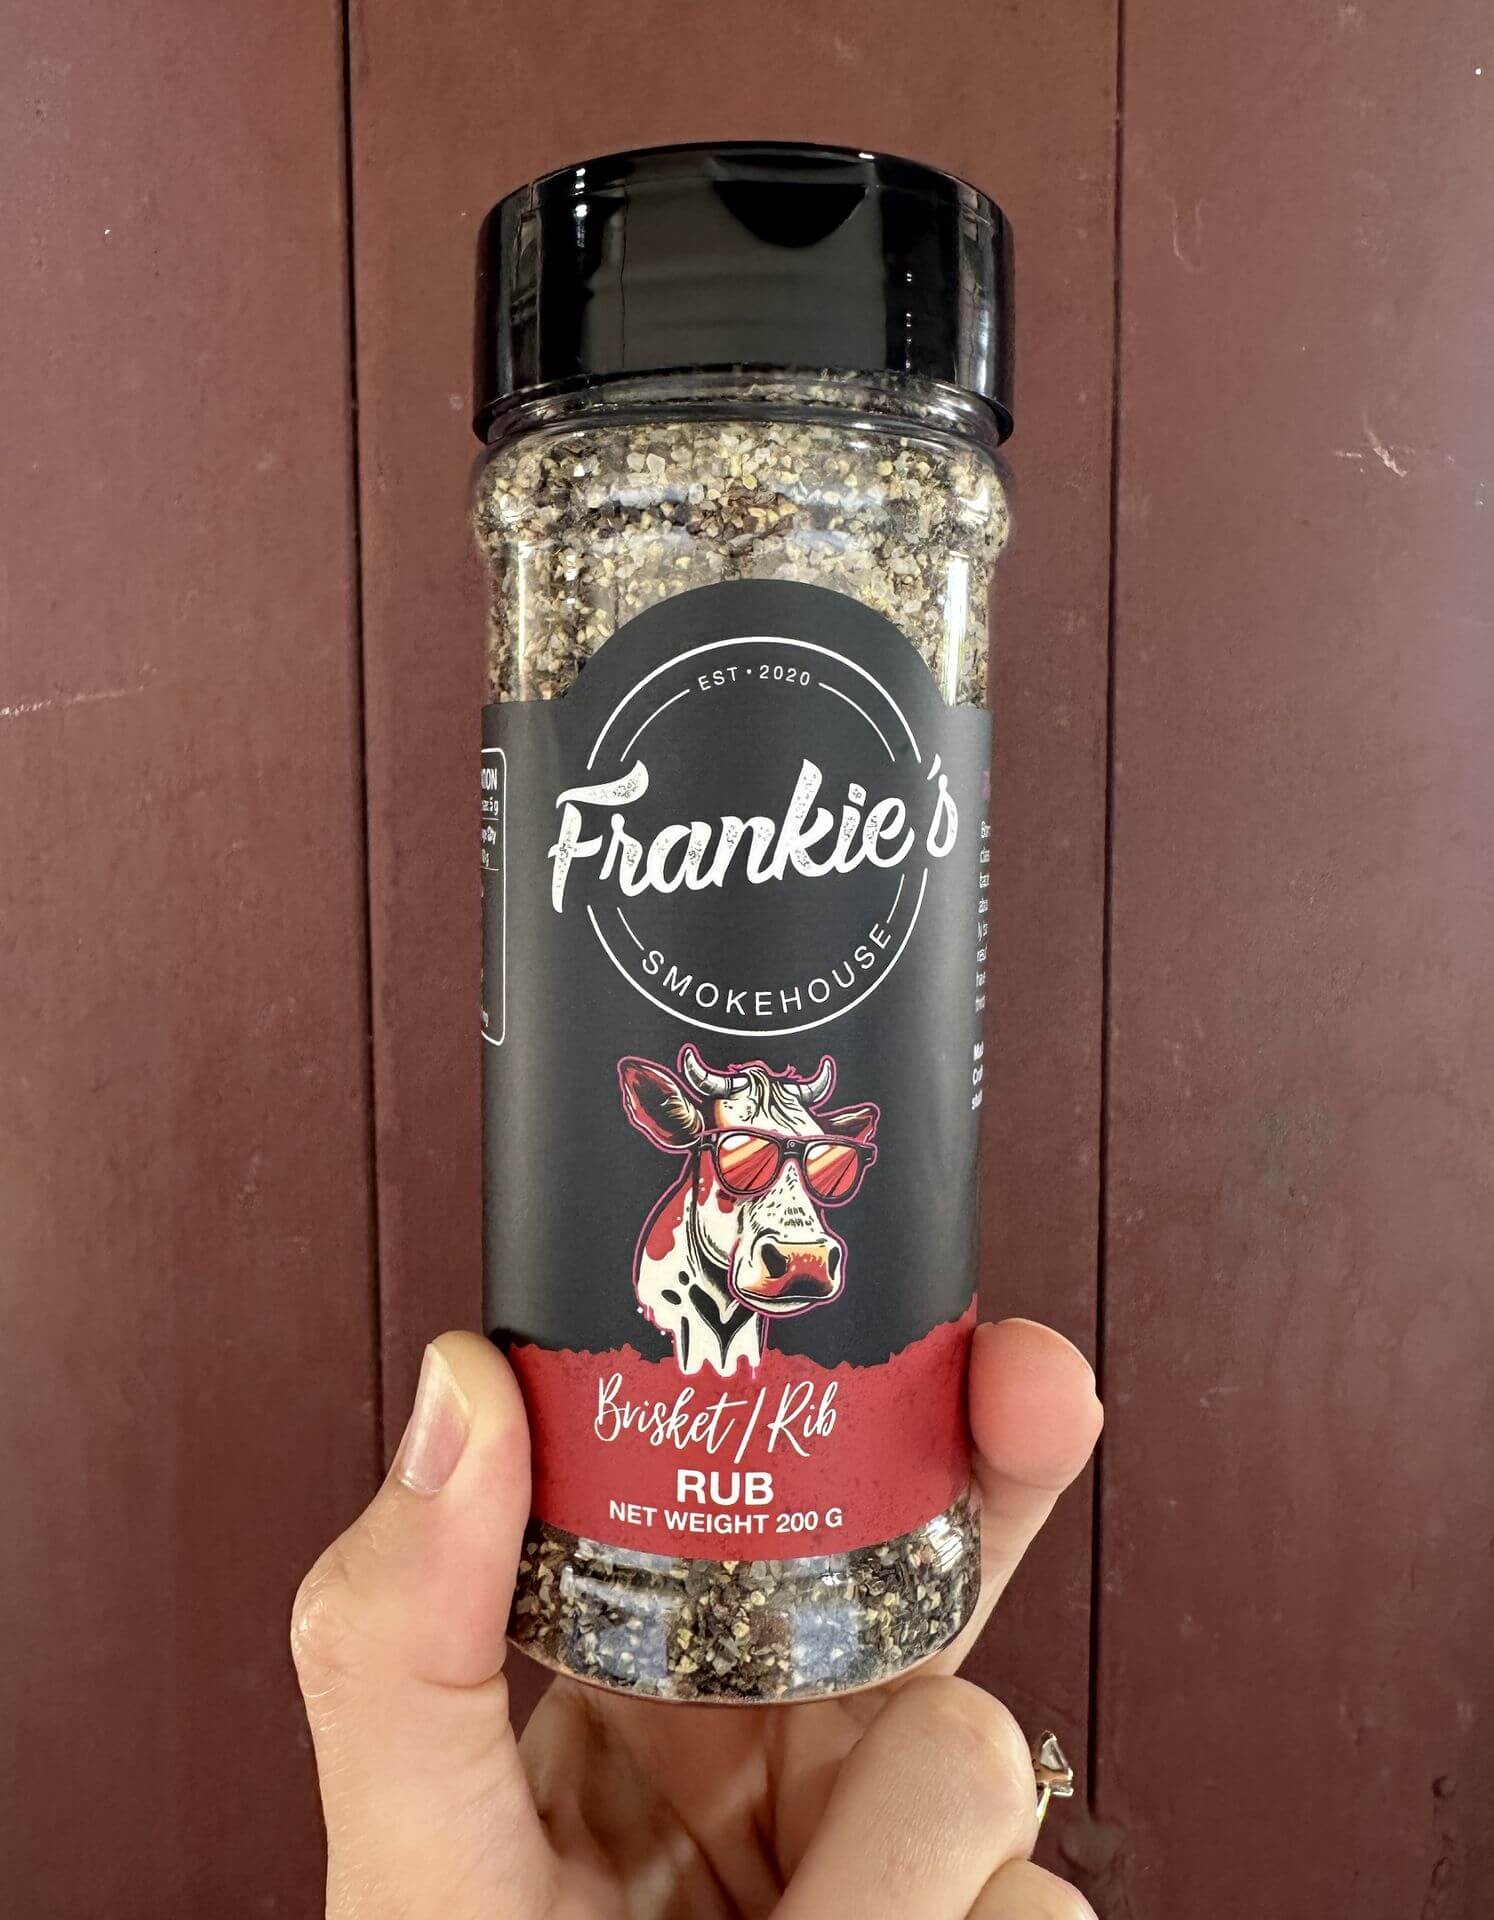 EST • 2020
Frankie's
SMOKEHOUSE
Brisket / Rib
RUB
NET WEIGHT 200 G